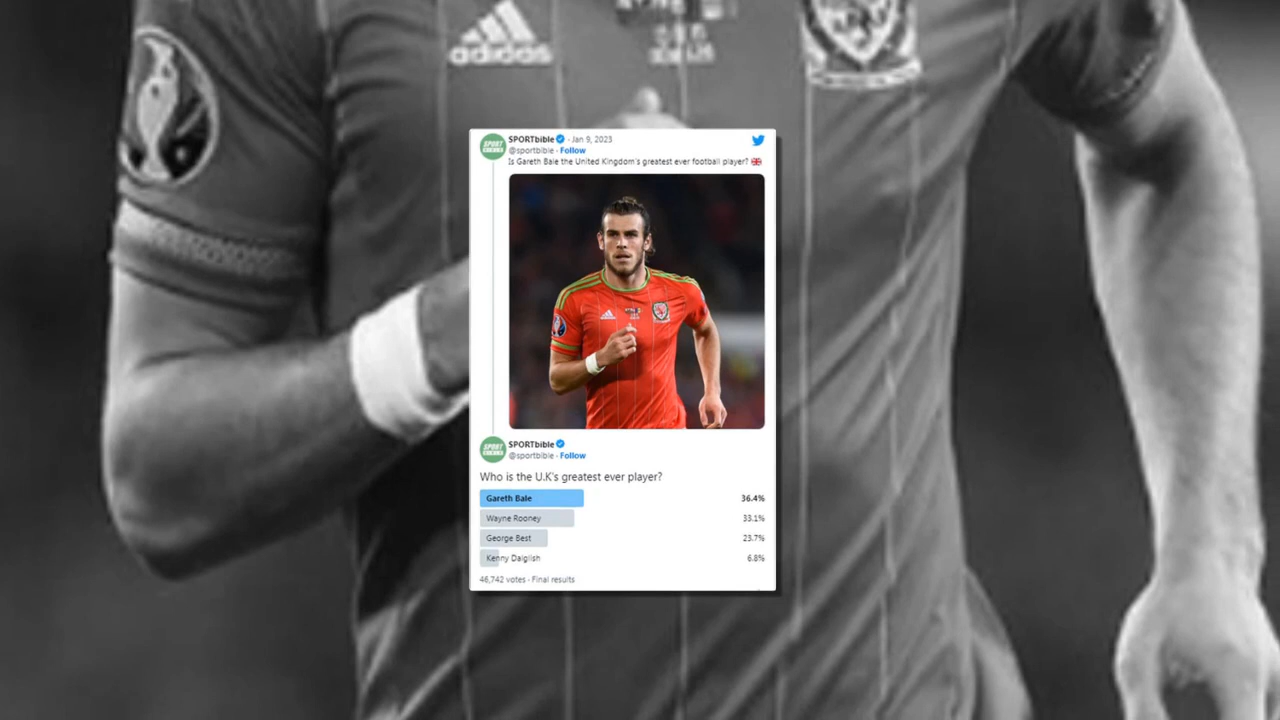 adidas
SPORTbible · Jan 9, 2023
@sportbible · Follow
Is Gareth Bale the United Kingdom's greatest ever football player?
SPORTbible
@sportbible · Follow
Who is the U.K's greatest ever player?
Gareth Bale 36.4%
Wayne Rooney 33.1%
George Best 23.7%
Kenny Dalglish 6.8%
46,742 votes · Final results